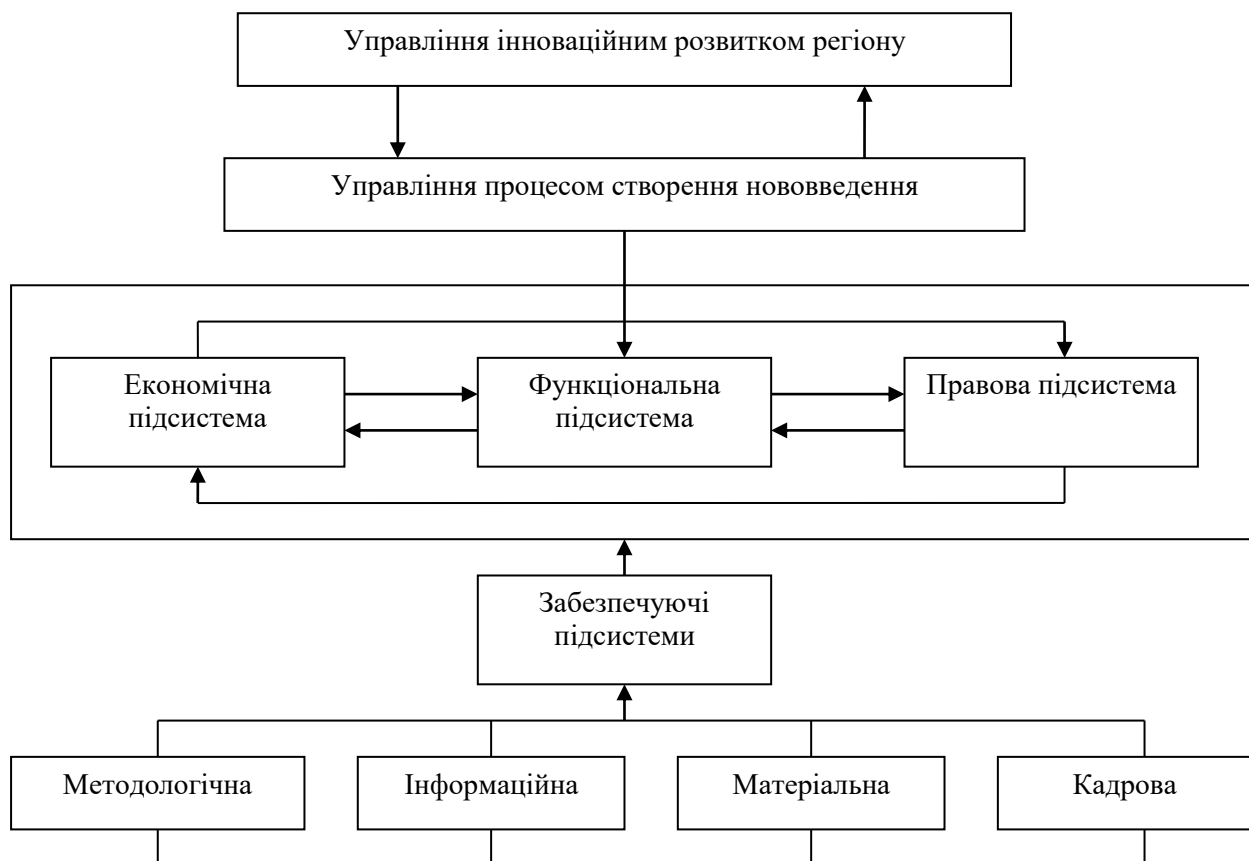 Управління інноваційним розвитком регіону
Управління процесом створення нововведення
Економічна
підсистема
Функціональна
підсистема
Правова підсистема
Забезпечуючі
підсистеми
Методологічна
Інформаційна
Матеріальна
Кадрова